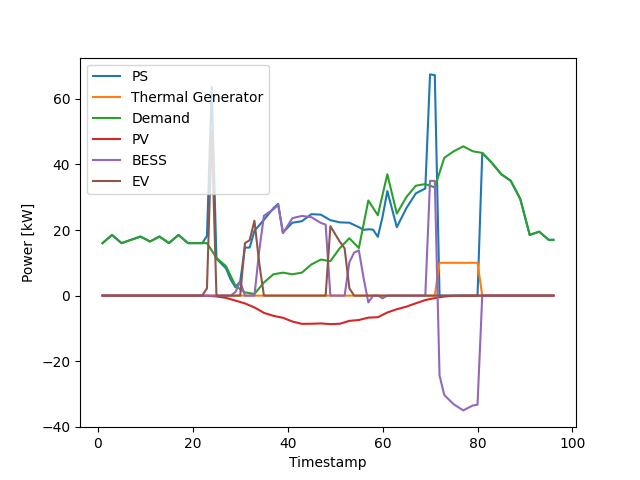 PS
Thermal Generator
Demand
PV
BESS
EV
Power [kW]
60
40
20
0
−20
−40
0 20 40 60 80 100
Timestamp